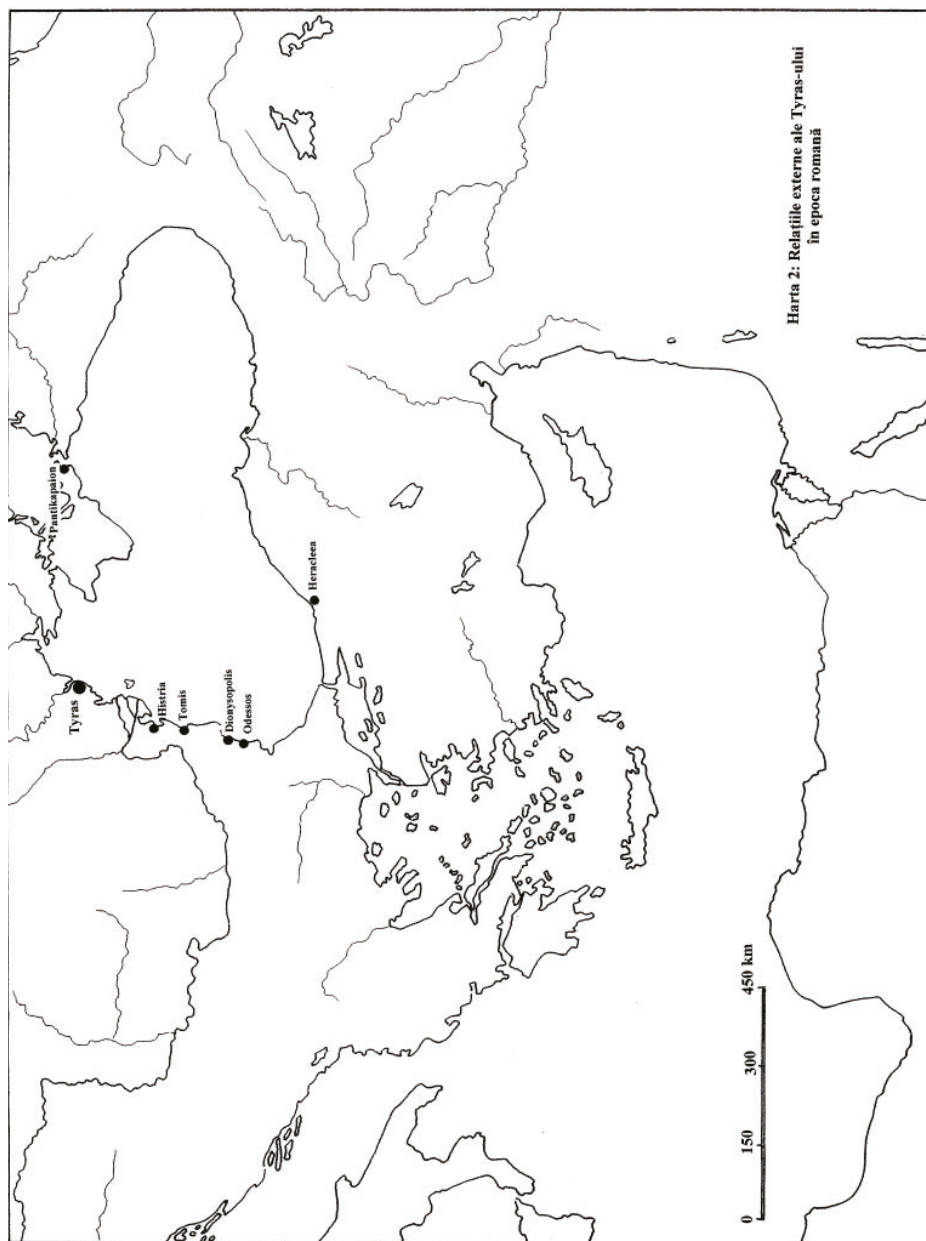 Pantikapaion
Tyras
Histria
Tomis
Dionysopolis
Odessos
Heracleea
Harta 2: Relațiile externe ale Tyras-ului
în epoca romană
0 150 300 450 km